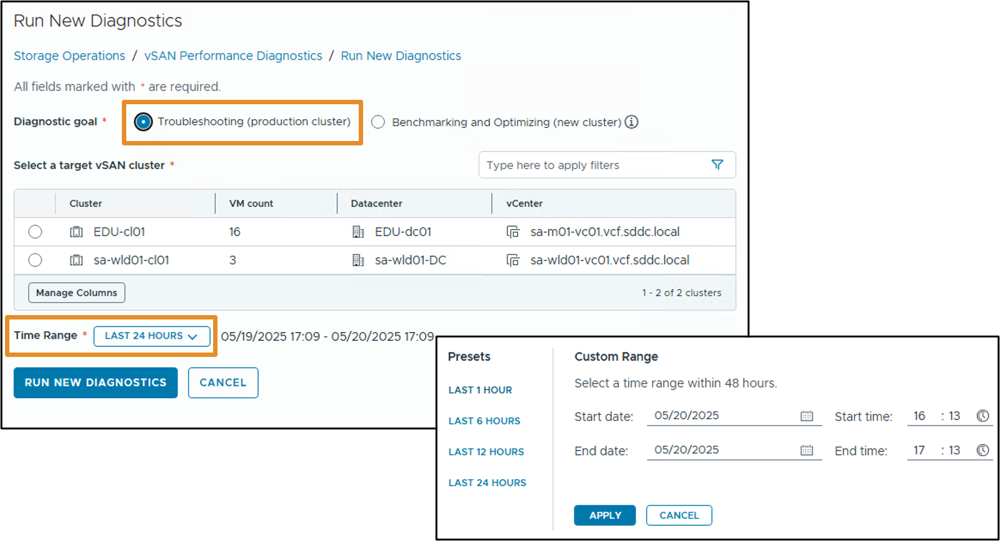 Run New Diagnostics
Storage Operations / vSAN Performance Diagnostics / Run New Diagnostics
All fields marked with * are required.
Diagnostic goal * Troubleshooting (production cluster) Benchmarking and Optimizing (new cluster)
Select a target vSAN cluster * Type here to apply filters
Cluster VM count Datacenter vCenter
EDU-cl01 16 EDU-dc01 sa-m01-vc01.vcf.sddc.local
sa-wld01-cl01 3 sa-wld01-DC sa-wld01-vc01.vcf.sddc.local
Manage Columns 1 - 2 of 2 clusters
Time Range * LAST 24 HOURS 05/19/2025 17:09 - 05/20/2025 17:09
RUN NEW DIAGNOSTICS CANCEL
Presets
LAST 1 HOUR
LAST 6 HOURS
LAST 12 HOURS
LAST 24 HOURS
Custom Range
Select a time range within 48 hours.
Start date: 05/20/2025 Start time: 16 : 13
End date: 05/20/2025 End time: 17 : 13
APPLY CANCEL